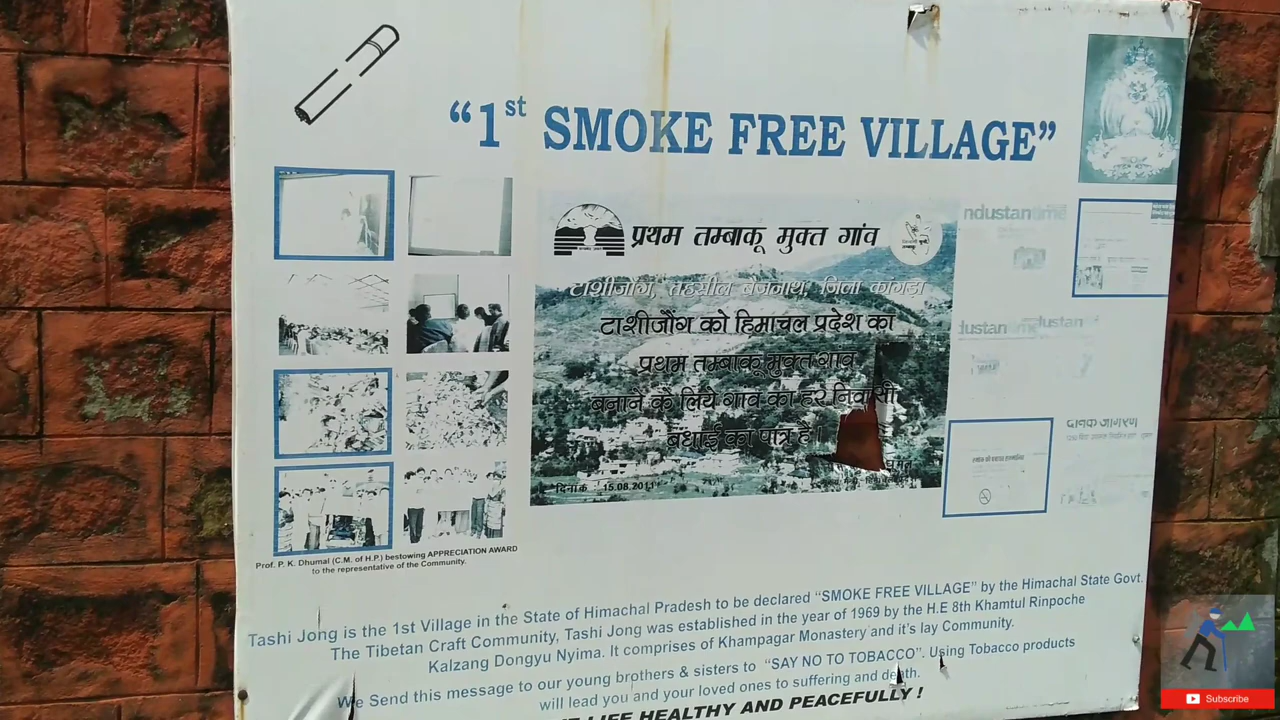 “1st SMOKE FREE VILLAGE”
प्रथम तम्बाकू मुक्त गांव
टाशीजोंग, तहसील बैजनाथ, जिला कांगड़ा
टाशीजौंग को हिमाचल प्रदेश का
प्रथम तम्बाकू मुक्त गांव
बनाने के लिये गांव का हर निवासी
बधाई का पात्र है।
दिनांक : 15.08.2011
ndustantime
dustantime
dustan
दैनिक जागरण
Prof. P. K. Dhumal (C.M. of H.P.) bestowing APPRECIATION AWARD
to the representative of the Community.
Tashi Jong is the 1st Village in the State of Himachal Pradesh to be declared “SMOKE FREE VILLAGE” by the Himachal State Govt.
The Tibetan Craft Community, Tashi Jong was established in the year of 1969 by the H.E 8th Khamtul Rinpoche
Kalzang Dongyu Nyima. It comprises of Khampagar Monastery and it's lay Community.
We Send this message to our young brothers & sisters to “SAY NO TO TOBACCO”. Using Tobacco products
will lead you and your loved ones to suffering and death.
LIFE HEALTHY AND PEACEFULLY !
Subscribe